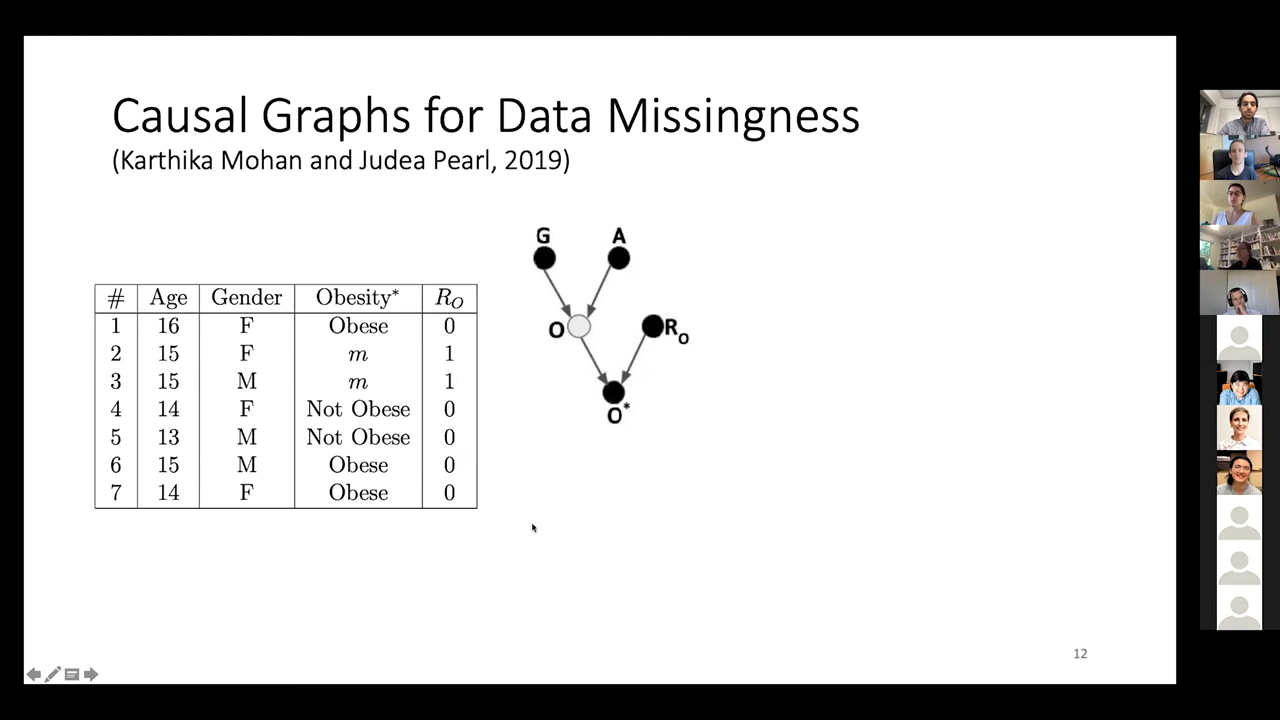 Causal Graphs for Data Missingness
(Karthika Mohan and Judea Pearl, 2019)
# Age Gender Obesity* R_O
1 16 F Obese 0
2 15 F m 1
3 15 M m 1
4 14 F Not Obese 0
5 13 M Not Obese 0
6 15 M Obese 0
7 14 F Obese 0
G A
O R_O
O*
12